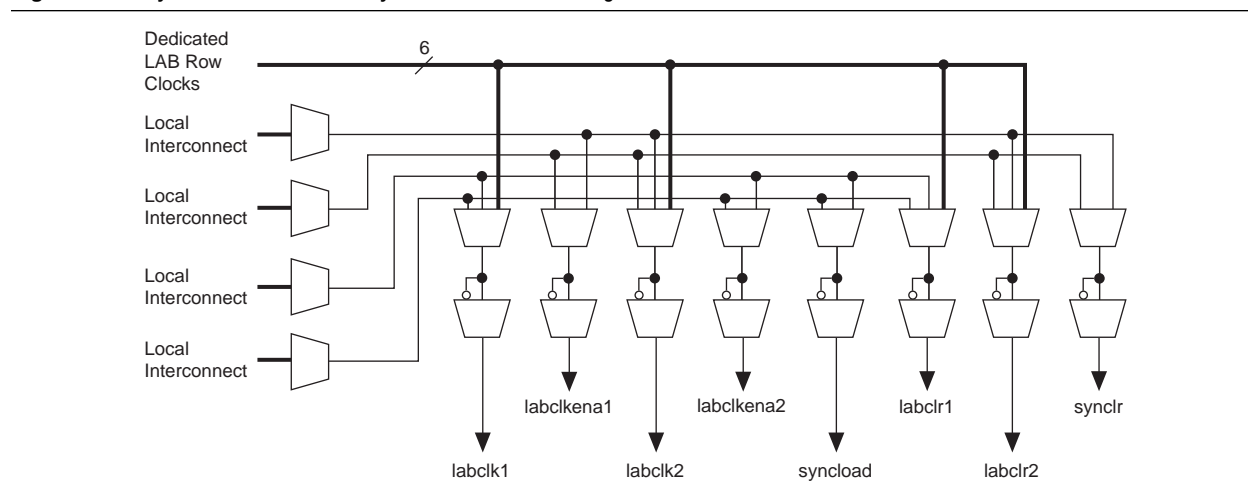 Dedicated
LAB Row
Clocks
6
Local
Interconnect
Local
Interconnect
Local
Interconnect
Local
Interconnect
labclkena1
labclkena2
labclr1
synclr
labclk1
labclk2
syncload
labclr2